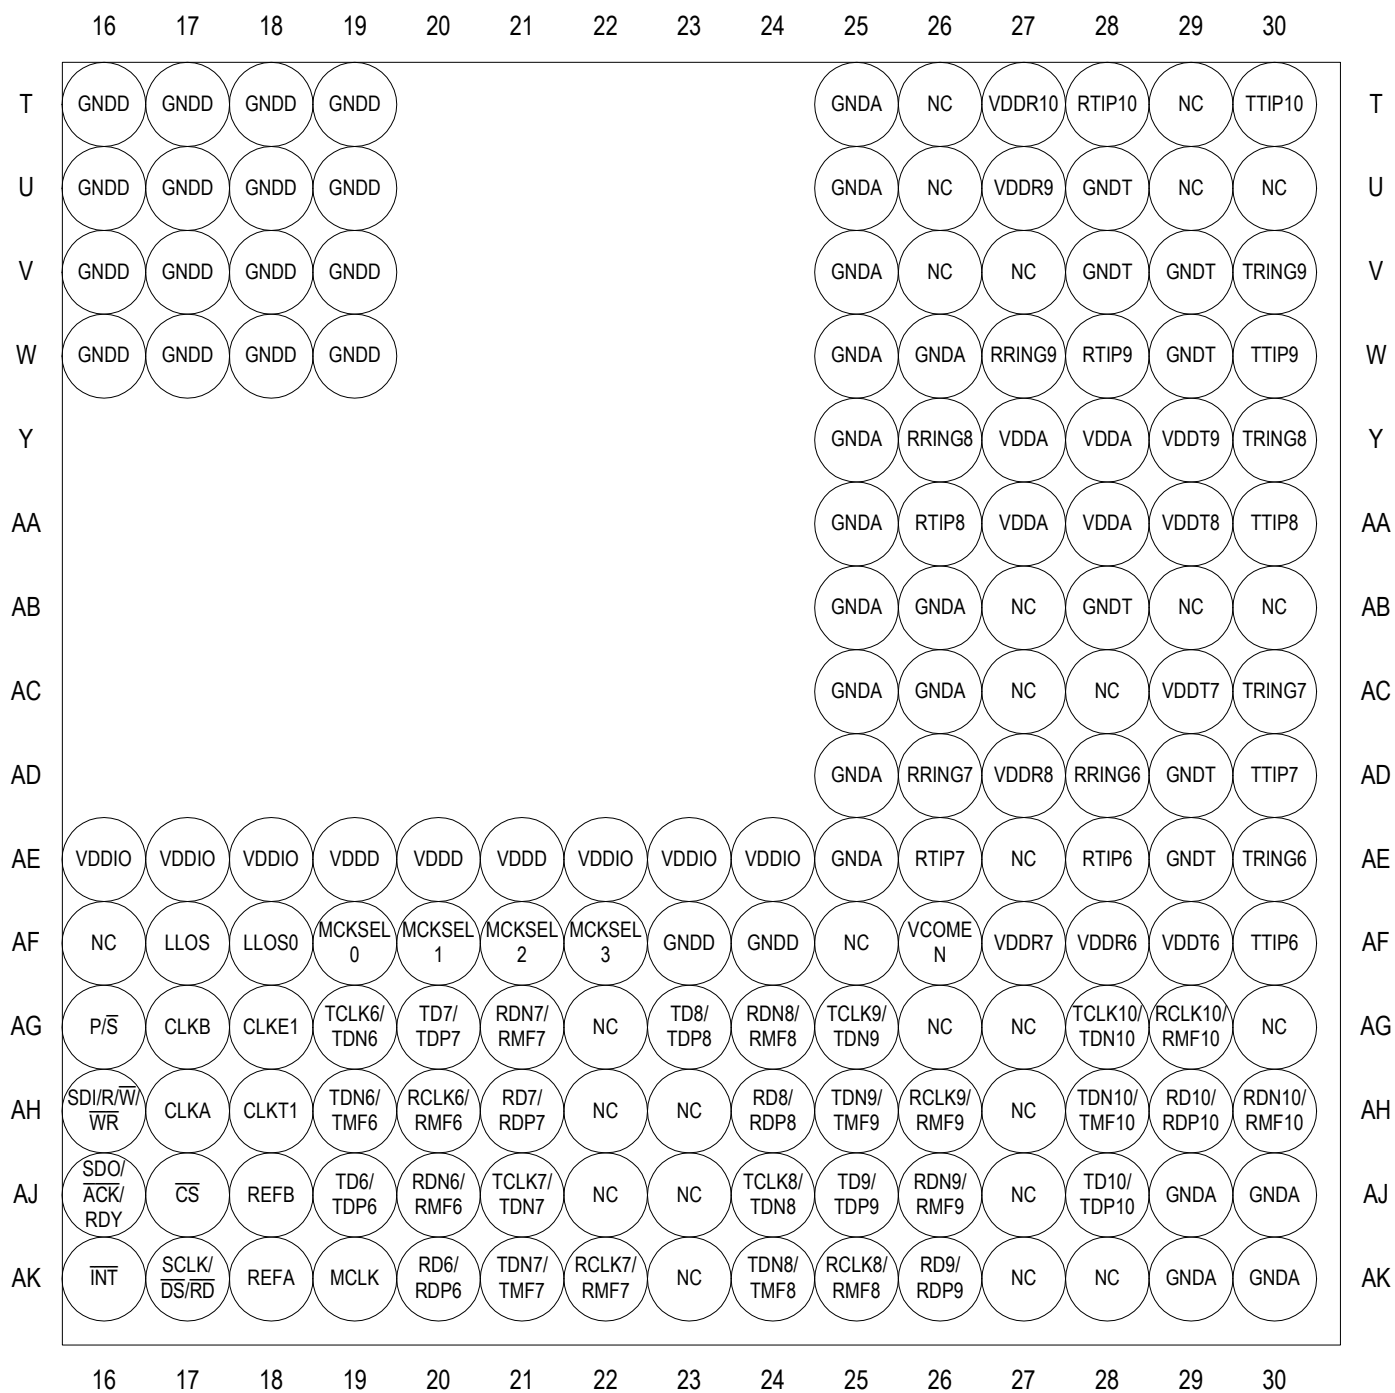 16 17 18 19 20 21 22 23 24 25 26 27 28 29 30
T GNDD GNDD GNDD GNDD GNDA NC VDDR10 RTIP10 NC TTIP10 T
U GNDD GNDD GNDD GNDD GNDA NC VDDR9 GNDT NC NC U
V GNDD GNDD GNDD GNDD GNDA NC NC GNDT GNDT TRING9 V
W GNDD GNDD GNDD GNDD GNDA GNDA RRING9 RTIP9 GNDT TTIP9 W
Y GNDA RRING8 VDDA VDDA VDDT9 TRING8 Y
AA GNDA RTIP8 VDDA VDDA VDDT8 TTIP8 AA
AB GNDA GNDA NC GNDT NC NC AB
AC GNDA GNDA NC NC VDDT7 TRING7 AC
AD GNDA RRING7 VDDR8 RRING6 GNDT TTIP7 AD
AE VDDIO VDDIO VDDIO VDDD VDDD VDDD VDDIO VDDIO VDDIO GNDA RTIP7 NC RTIP6 GNDT TRING6 AE
AF NC LLOS LLOS0 MCKSEL 0 MCKSEL 1 MCKSEL 2 MCKSEL 3 GNDD GNDD NC VCOME N VDDR7 VDDR6 VDDT6 TTIP6 AF
AG P/S̅ CLKB CLKE1 TCLK6/ TDN6 TD7/ TDP7 RDN7/ RMF7 NC TD8/ TDP8 RDN8/ RMF8 TCLK9/ TDN9 NC NC TCLK10/ TDN10 RCLK10/ RMF10 NC AG
AH SDI/R/W̅/ W̅R̅ CLKA CLKT1 TDN6/ TMF6 RCLK6/ RMF6 RD7/ RDP7 NC NC RD8/ RDP8 TDN9/ TMF9 RCLK9/ RMF9 NC TDN10/ TMF10 RD10/ RDP10 RDN10/ RMF10 AH
AJ SDO/ A̅C̅K̅/ RDY C̅S̅ REFB TD6/ TDP6 RDN6/ RMF6 TCLK7/ TDN7 NC NC TCLK8/ TDN8 TD9/ TDP9 RDN9/ RMF9 NC TD10/ TDP10 GNDA GNDA AJ
AK I̅N̅T̅ SCLK/ D̅S̅/R̅D̅ REFA MCLK RD6/ RDP6 TDN7/ TMF7 RCLK7/ RMF7 NC TDN8/ TMF8 RCLK8/ RMF8 RD9/ RDP9 NC NC GNDA GNDA AK
16 17 18 19 20 21 22 23 24 25 26 27 28 29 30